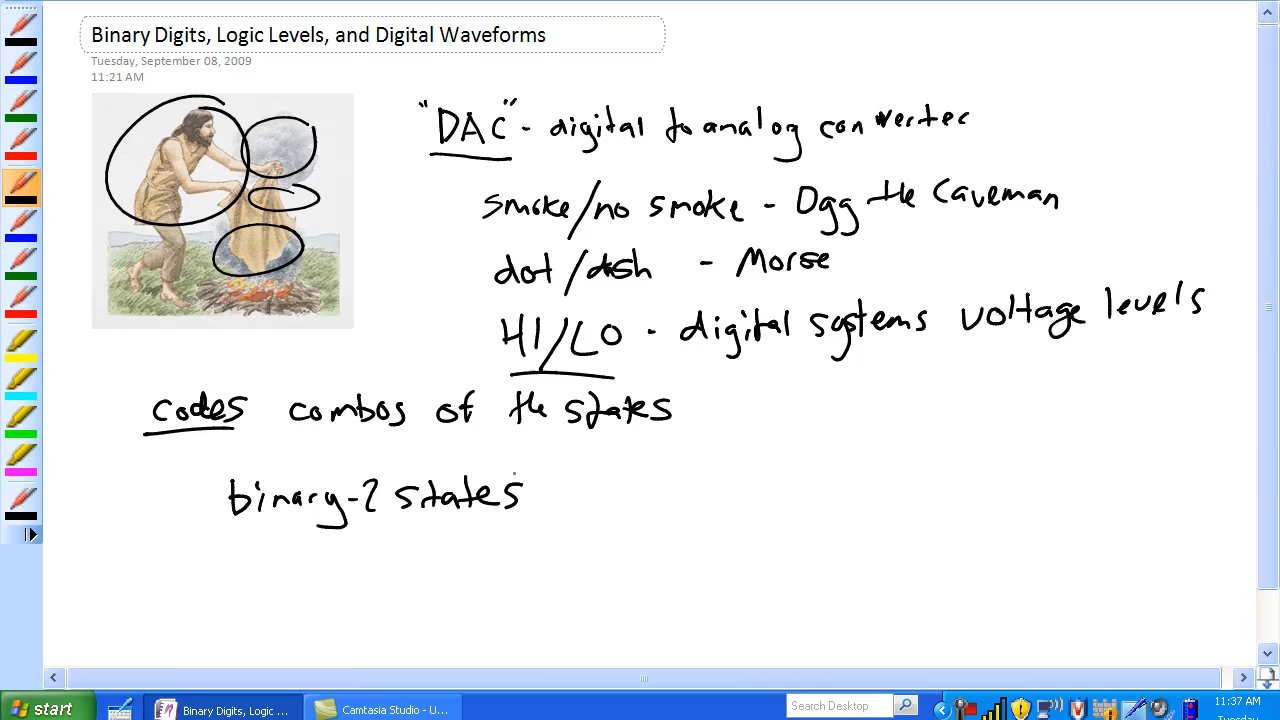 Binary Digits, Logic Levels, and Digital Waveforms
Tuesday, September 08, 2009
11:21 AM
"DAC" - digital to analog converter
smoke/no smoke - Ogg the Caveman
dot/dash - Morse
HI/LO - digital systems voltage levels
codes combos of the states
binary-2 states
start
Binary Digits, Logic ...
Camtasia Studio - U...
Search Desktop
11:37 AM
Tuesday